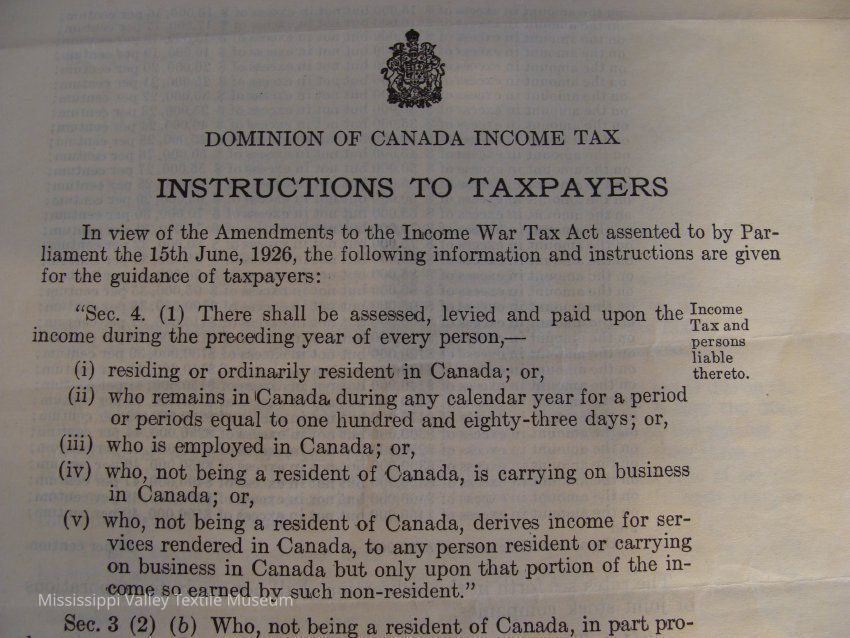 DOMINION OF CANADA INCOME TAX
INSTRUCTIONS TO TAXPAYERS
In view of the Amendments to the Income War Tax Act assented to by Par-
liament the 15th June, 1926, the following information and instructions are given
for the guidance of taxpayers:
"Sec. 4. (1) There shall be assessed, levied and paid upon the
income during the preceding year of every person,—
Income
Tax and
persons
liable
thereto.
(i) residing or ordinarily resident in Canada; or,
(ii) who remains in Canada during any calendar year for a period
or periods equal to one hundred and eighty-three days; or,
(iii) who is employed in Canada; or,
(iv) who, not being a resident of Canada, is carrying on business
in Canada; or,
(v) who, not being a resident of Canada, derives income for ser-
vices rendered in Canada, to any person resident or carrying
on business in Canada but only upon that portion of the in-
come so earned by such non-resident."
Mississippi Valley Textile Museum
Sec. 3 (2) (b) Who, not being a resident of Canada, in part pro-